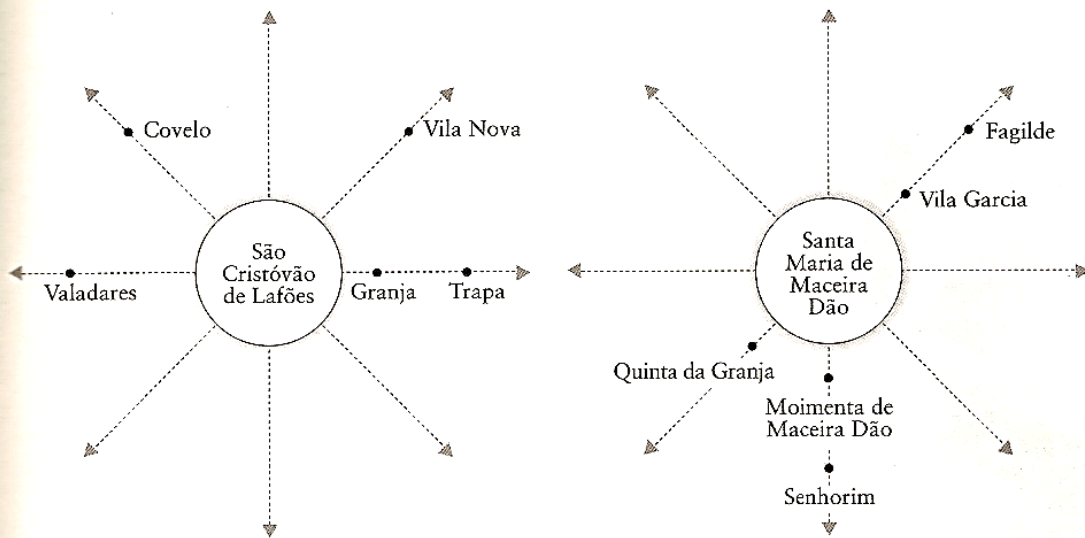 Covelo
Vila Nova
São
Cristóvão
de Lafões
Valadares
Granja
Trapa
Fagilde
Vila Garcia
Santa
Maria de
Maceira
Dão
Quinta da Granja
Moimenta de
Maceira Dão
Senhorim